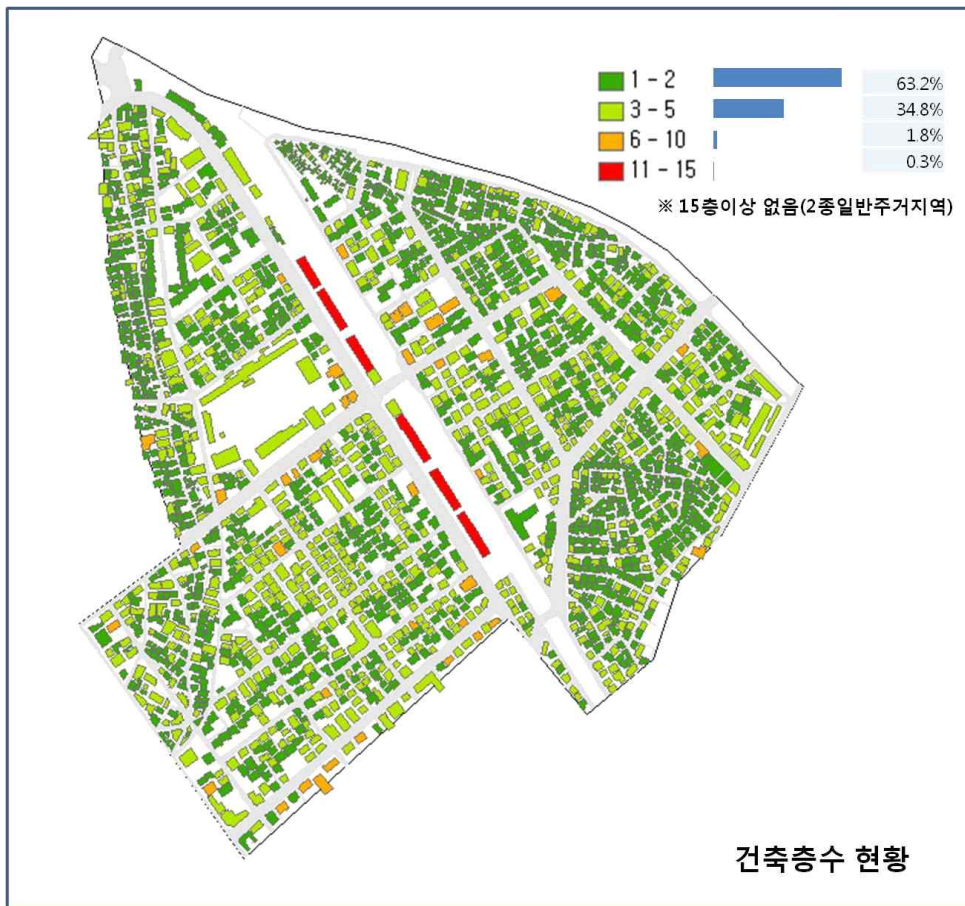 1 - 2 63.2%
3 - 5 34.8%
6 - 10 1.8%
11 - 15 0.3%
※ 15층이상 없음(2종일반주거지역)
건축층수 현황